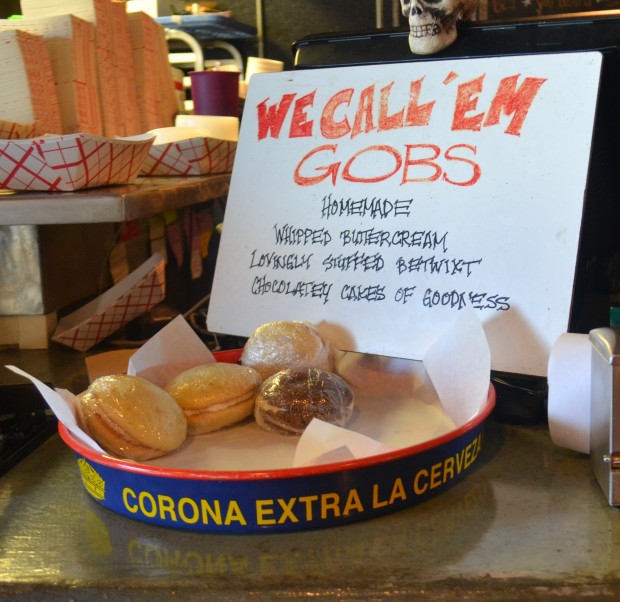 WE CALL 'EM
GOBS
HOMEMADE
WHIPPED BUTTERCREAM
LOVINGLY STUFFED BETWIXT
CHOCOLATEY CAKES OF GOODNESS
CORONA EXTRA LA CERVEZA